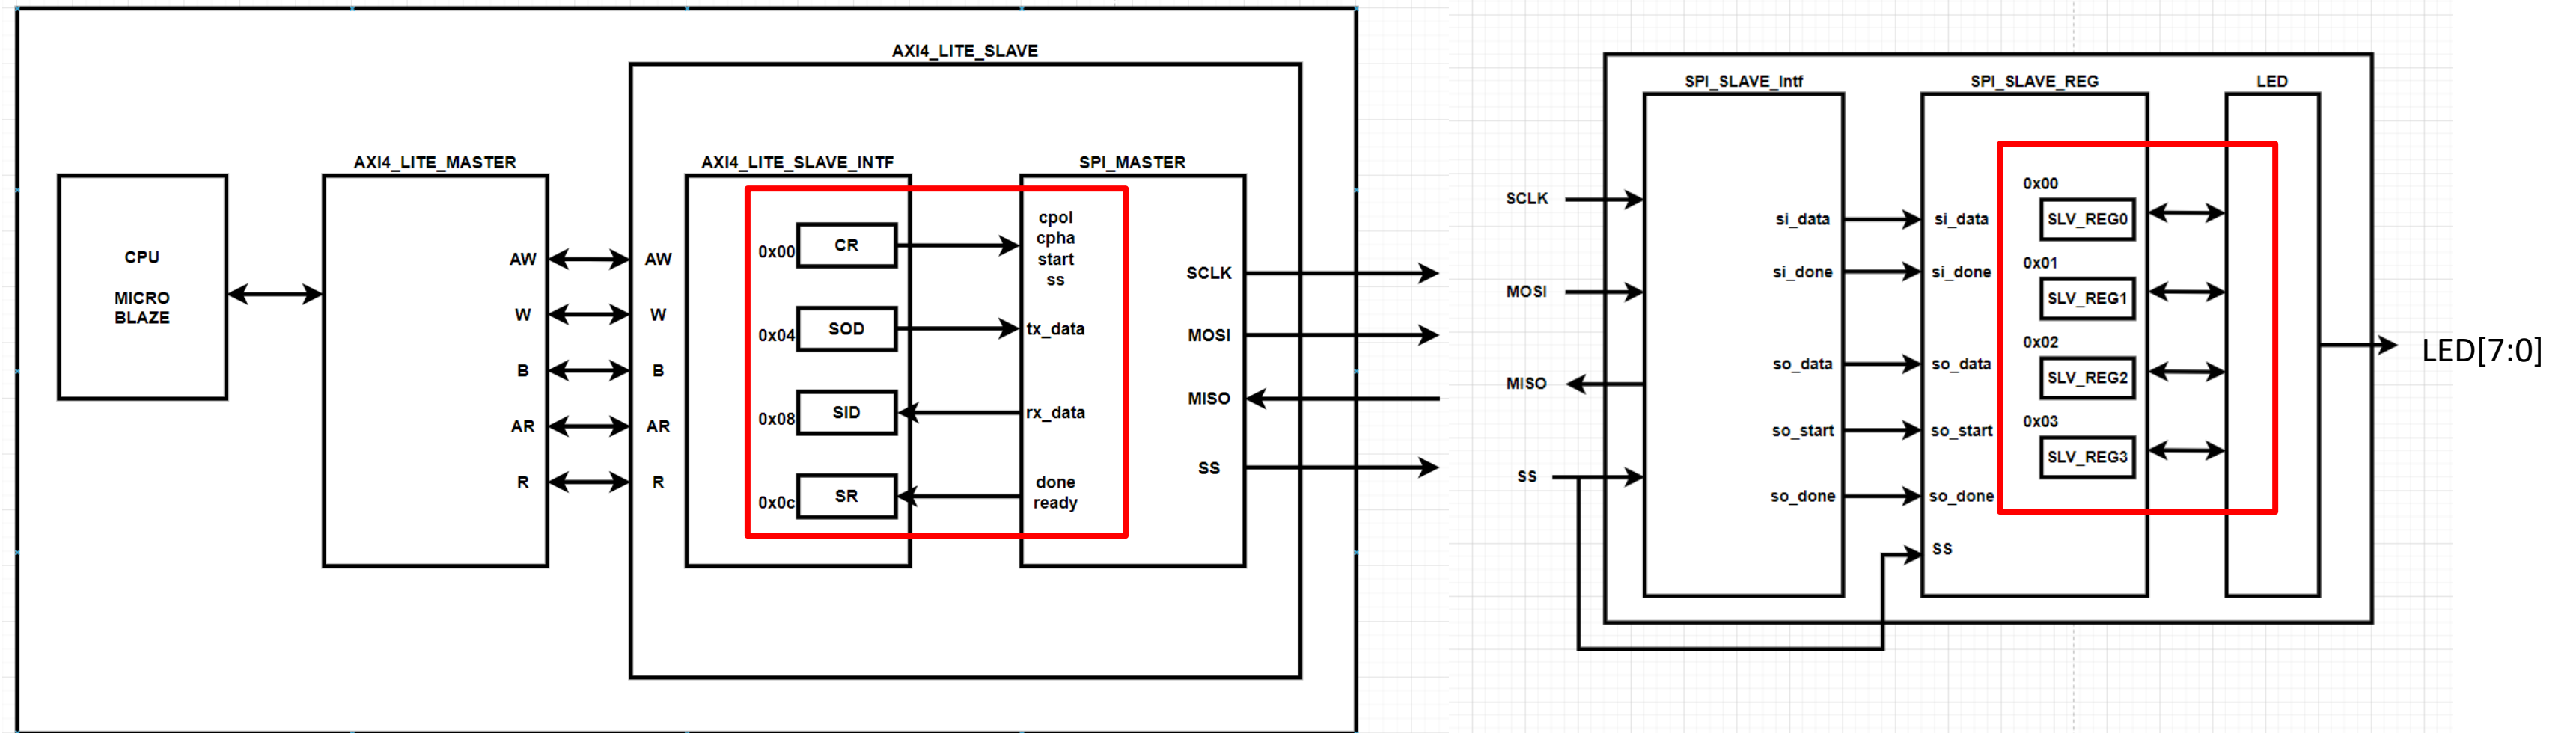 AXI4_LITE_SLAVE
CPU
MICRO
BLAZE
AXI4_LITE_MASTER
AW
W
B
AR
R
AXI4_LITE_SLAVE_INTF
AW
W
B
AR
R
0x00
CR
0x04
SOD
0x08
SID
0x0c
SR
SPI_MASTER
cpol
cpha
start
ss
tx_data
rx_data
done
ready
SCLK
MOSI
MISO
SS
SCLK
MOSI
MISO
SS
SPI_SLAVE_Intf
si_data
si_done
so_data
so_start
so_done
SPI_SLAVE_REG
si_data
si_done
so_data
so_start
so_done
SS
0x00
SLV_REG0
0x01
SLV_REG1
0x02
SLV_REG2
0x03
SLV_REG3
LED
LED[7:0]